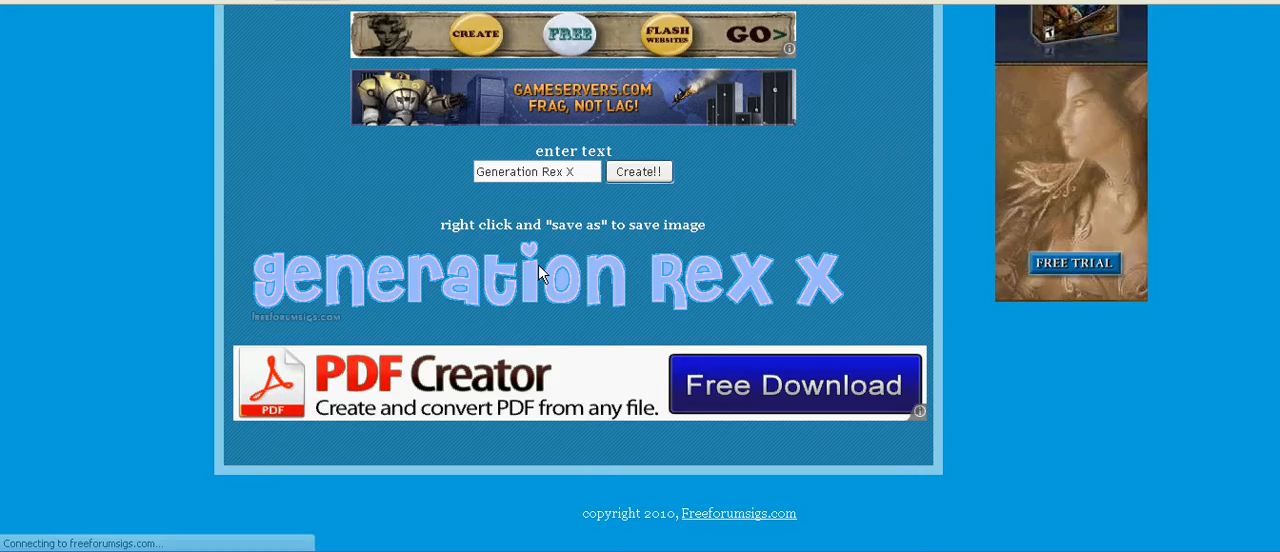 CREATE FREE FLASH WEBSITES GO>
GAMESERVERS.COM
FRAG, NOT LAG!
enter text
Generation Rex X Create!!
right click and "save as" to save image
generation Rex X
freeforumsigs.com
PDF PDF Creator
Create and convert PDF from any file.
Free Download
FREE TRIAL
copyright 2010, Freeforumsigs.com
Connecting to freeforumsigs.com...